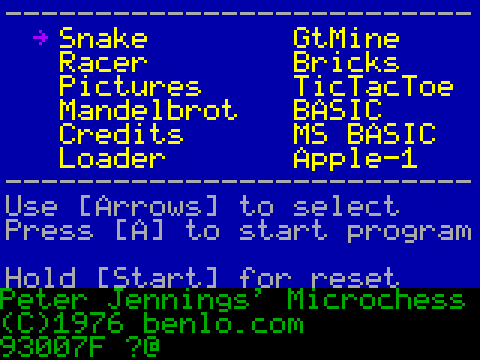 → Snake GtMine
Racer Bricks
Pictures TicTacToe
Mandelbrot BASIC
Credits MS BASIC
Loader Apple-1
Use [Arrows] to select
Press [A] to start program
Hold [Start] for reset
Peter Jennings' Microchess
(C)1976 benlo.com
93007F ?@